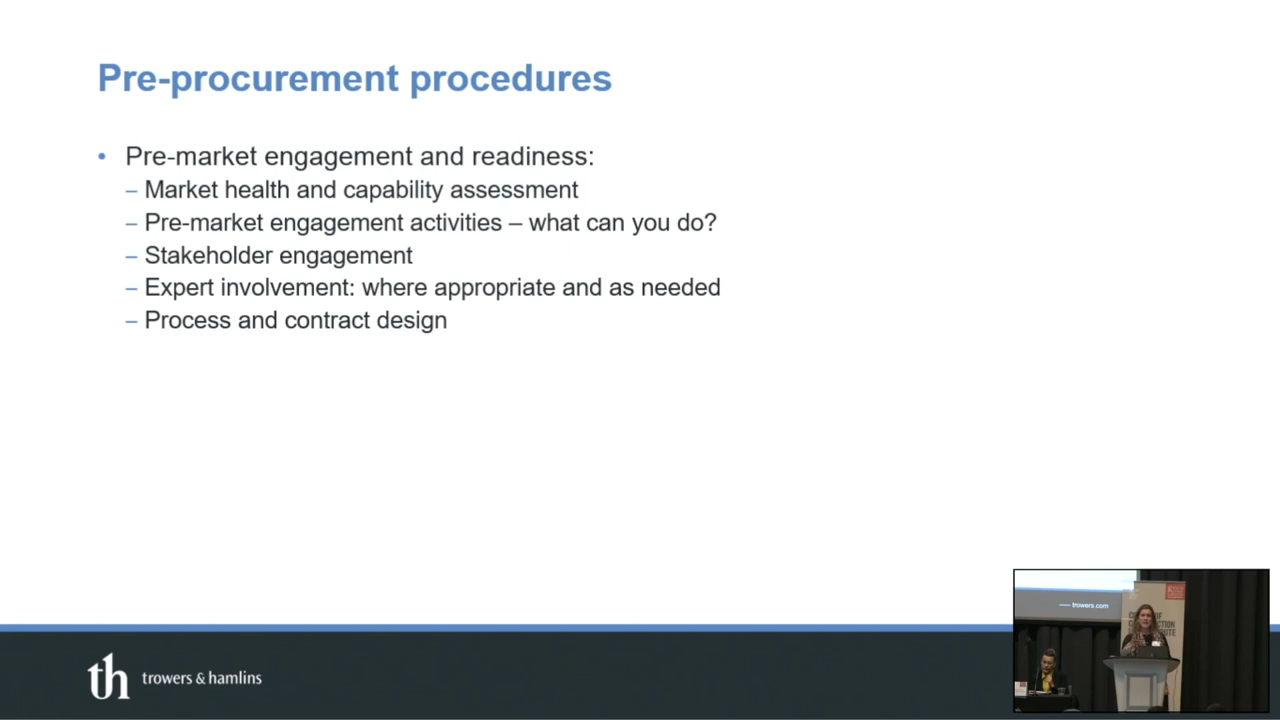 Pre-procurement procedures
• Pre-market engagement and readiness:
– Market health and capability assessment
– Pre-market engagement activities – what can you do?
– Stakeholder engagement
– Expert involvement: where appropriate and as needed
– Process and contract design
th trowers & hamlins
trowers.com